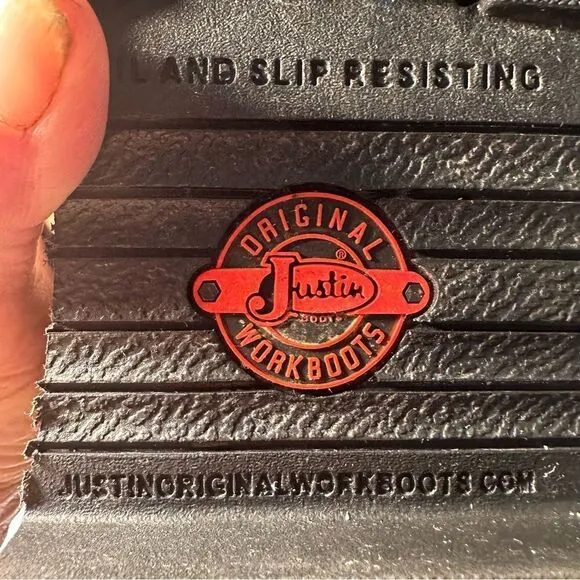 AND SLIP RESISTING
ORIGINAL
Justin®
BOOTS
WORKBOOTS
JUSTINORIGINALWORKBOOTS.COM